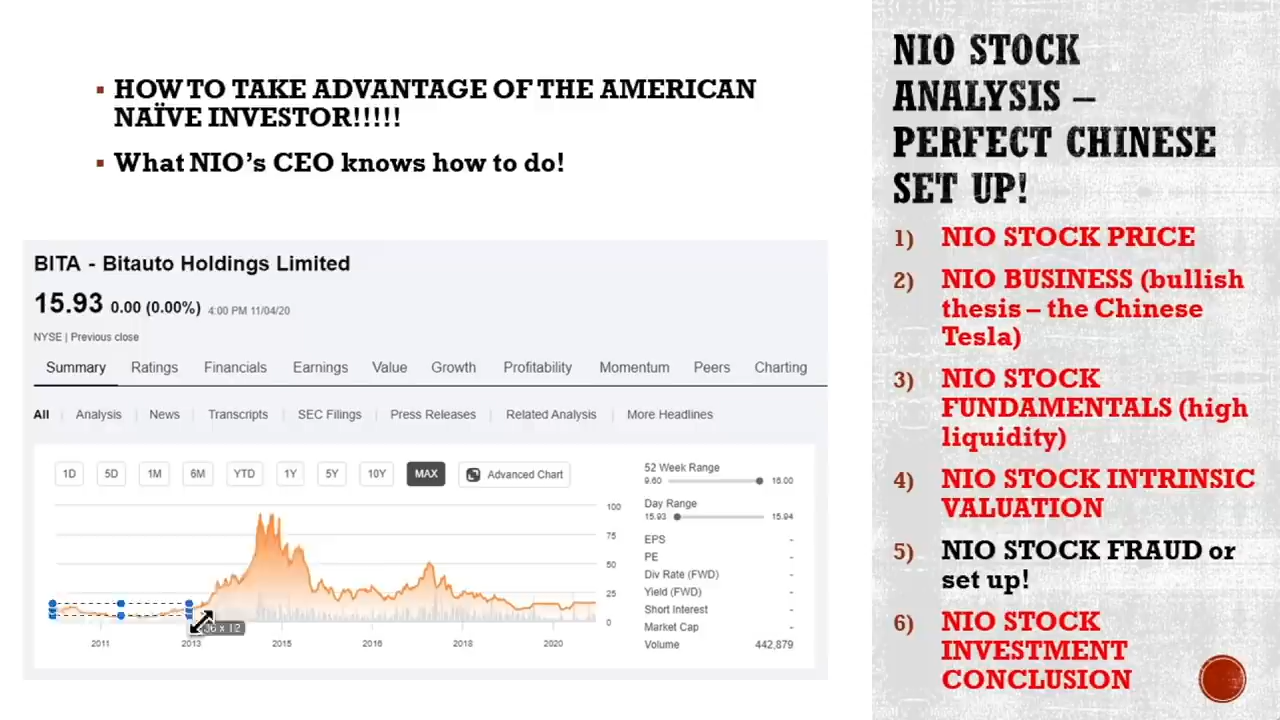 HOW TO TAKE ADVANTAGE OF THE AMERICAN
NAÏVE INVESTOR!!!!!
What NIO's CEO knows how to do!
BITA - Bitauto Holdings Limited
15.93 0.00 (0.00%) 4:00 PM 11/04/20
NYSE | Previous close
Summary Ratings Financials Earnings Value Growth Profitability Momentum Peers Charting
All Analysis News Transcripts SEC Filings Press Releases Related Analysis More Headlines
1D 5D 1M 6M YTD 1Y 5Y 10Y MAX Advanced Chart
100
75
50
25
0
2011 2013 2015 2016 2018 2020
52 Week Range
9.60 16.00
Day Range
15.93 15.94
EPS -
PE -
Div Rate (FWD) -
Yield (FWD) -
Short Interest -
Market Cap -
Volume 442,879
NIO STOCK
ANALYSIS –
PERFECT CHINESE
SET UP!
1) NIO STOCK PRICE
2) NIO BUSINESS (bullish
thesis – the Chinese
Tesla)
3) NIO STOCK
FUNDAMENTALS (high
liquidity)
4) NIO STOCK INTRINSIC
VALUATION
5) NIO STOCK FRAUD or
set up!
6) NIO STOCK
INVESTMENT
CONCLUSION